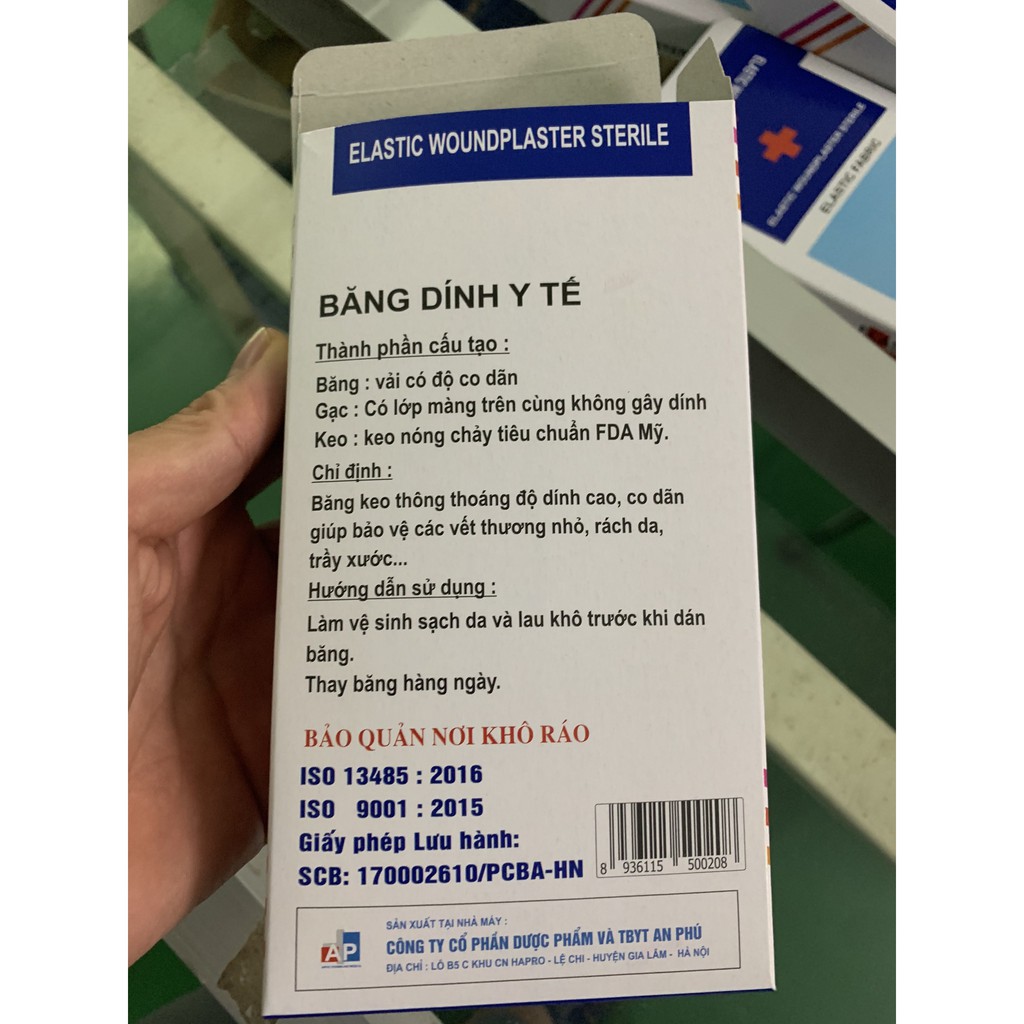 ELASTIC WOUNDPLASTER STERILE
BĂNG DÍNH Y TẾ
Thành phần cấu tạo :
Băng : vải có độ co dãn
Gạc : Có lớp màng trên cùng không gây dính
Keo : keo nóng chảy tiêu chuẩn FDA Mỹ.
Chỉ định :
Băng keo thông thoáng độ dính cao, co dãn
giúp bảo vệ các vết thương nhỏ, rách da,
trầy xước...
Hướng dẫn sử dụng :
Làm vệ sinh sạch da và lau khô trước khi dán
băng.
Thay băng hàng ngày.
BẢO QUẢN NƠI KHÔ RÁO
ISO 13485 : 2016
ISO 9001 : 2015
Giấy phép Lưu hành:
SCB: 170002610/PCBA-HN
8 936115 500208
AP
SẢN XUẤT TẠI NHÀ MÁY :
CÔNG TY CỔ PHẦN DƯỢC PHẨM VÀ TBYT AN PHÚ
ĐỊA CHỈ : LÔ B5 C KHU CN HAPRO - LỆ CHI - HUYỆN GIA LÂM - HÀ NỘI
ELASTIC WOUNDPLASTER STERILE
ELASTIC FABRIC